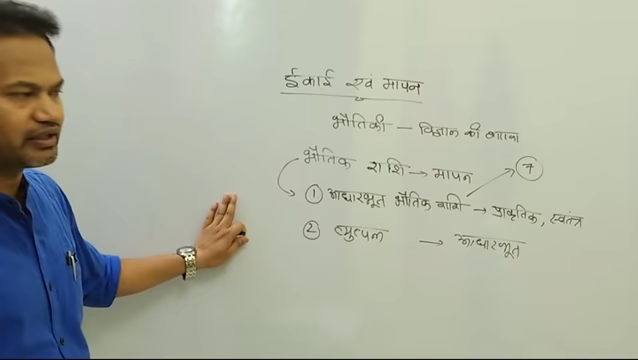 ईकाई एवं मापन
भौतिकी – विज्ञान की शाखा
भौतिक राशि → मापन
① आधारभूत भौतिक राशि → प्राकृतिक, स्वतंत्र
7
② व्युत्पन्न → आधारभूत